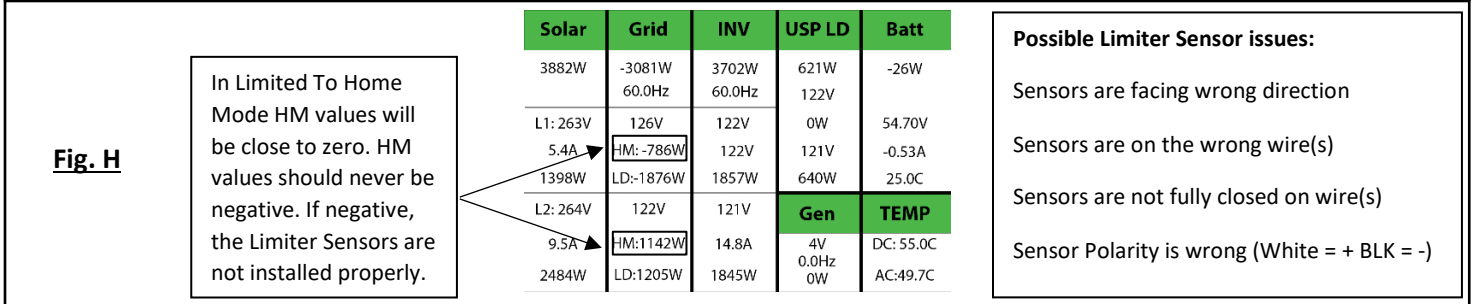 Fig. H
In Limited To Home
Mode HM values will
be close to zero. HM
values should never be
negative. If negative,
the Limiter Sensors are
not installed properly.
Solar Grid INV USP LD Batt
3882W -3081W 3702W 621W -26W
60.0Hz 60.0Hz 122V
L1: 263V 126V 122V 0W 54.70V
5.4A HM: -786W 122V 121V -0.53A
1398W LD:-1876W 1857W 640W 25.0C
L2: 264V 122V 121V Gen TEMP
9.5A HM:1142W 14.8A 4V DC: 55.0C
0.0Hz
2484W LD:1205W 1845W 0W AC:49.7C
Possible Limiter Sensor issues:
Sensors are facing wrong direction
Sensors are on the wrong wire(s)
Sensors are not fully closed on wire(s)
Sensor Polarity is wrong (White = + BLK = -)